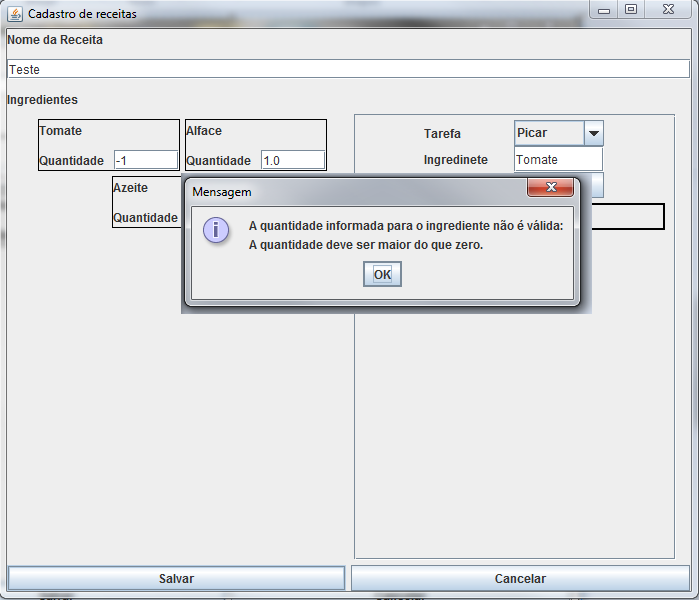 Cadastro de receitas
Nome da Receita
Teste
Ingredientes
Tomate
Quantidade -1
Alface
Quantidade 1.0
Azeite
Quantidade
Tarefa Picar
Ingredinete Tomate
Mensagem
A quantidade informada para o ingrediente não é válida:
A quantidade deve ser maior do que zero.
OK
Salvar
Cancelar